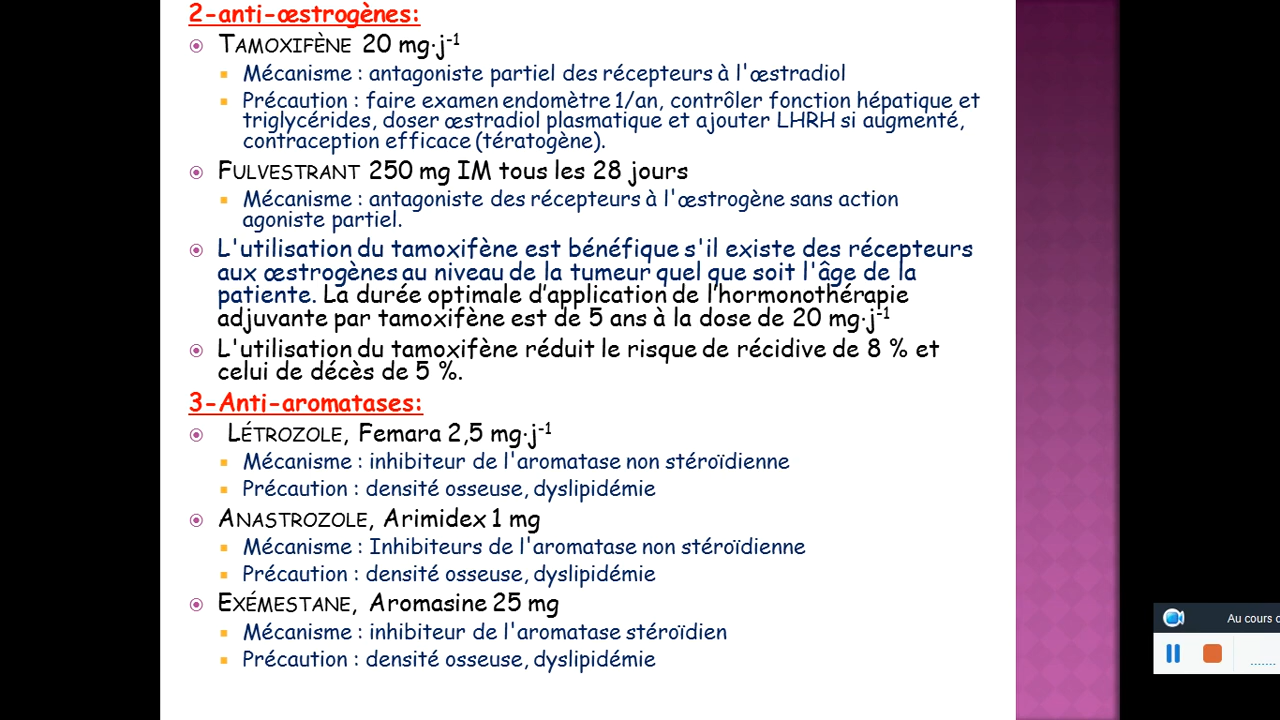 2-anti-œstrogènes:
TAMOXIFÈNE 20 mg·j-1
Mécanisme : antagoniste partiel des récepteurs à l'œstradiol
Précaution : faire examen endomètre 1/an, contrôler fonction hépatique et
triglycérides, doser œstradiol plasmatique et ajouter LHRH si augmenté,
contraception efficace (tératogène).
FULVESTRANT 250 mg IM tous les 28 jours
Mécanisme : antagoniste des récepteurs à l'œstrogène sans action
agoniste partiel.
L'utilisation du tamoxifène est bénéfique s'il existe des récepteurs
aux œstrogènes au niveau de la tumeur quel que soit l'âge de la
patiente. La durée optimale d’application de l’hormonothérapie
adjuvante par tamoxifène est de 5 ans à la dose de 20 mg·j-1
L'utilisation du tamoxifène réduit le risque de récidive de 8 % et
celui de décès de 5 %.
3-Anti-aromatases:
LÉTROZOLE, Femara 2,5 mg·j-1
Mécanisme : inhibiteur de l'aromatase non stéroïdienne
Précaution : densité osseuse, dyslipidémie
ANASTROZOLE, Arimidex 1 mg
Mécanisme : Inhibiteurs de l'aromatase non stéroïdienne
Précaution : densité osseuse, dyslipidémie
EXÉMESTANE, Aromasine 25 mg
Mécanisme : inhibiteur de l'aromatase stéroïdien
Précaution : densité osseuse, dyslipidémie
Au cours